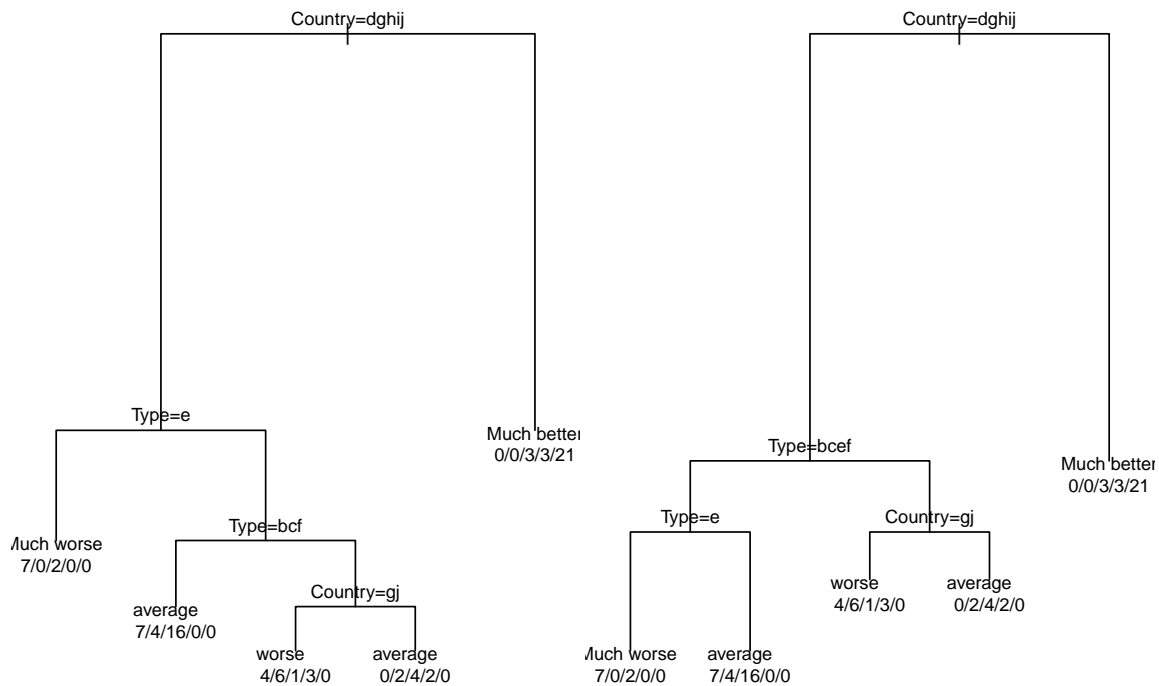 Country=dghij
Type=e
Much better
0/0/3/3/21
Much worse
7/0/2/0/0
Type=bcf
average
7/4/16/0/0
Country=gj
worse
4/6/1/3/0
average
0/2/4/2/0
Country=dghij
Type=bcef
Much better
0/0/3/3/21
Type=e
Country=gj
worse
4/6/1/3/0
average
0/2/4/2/0
Much worse
7/0/2/0/0
average
7/4/16/0/0